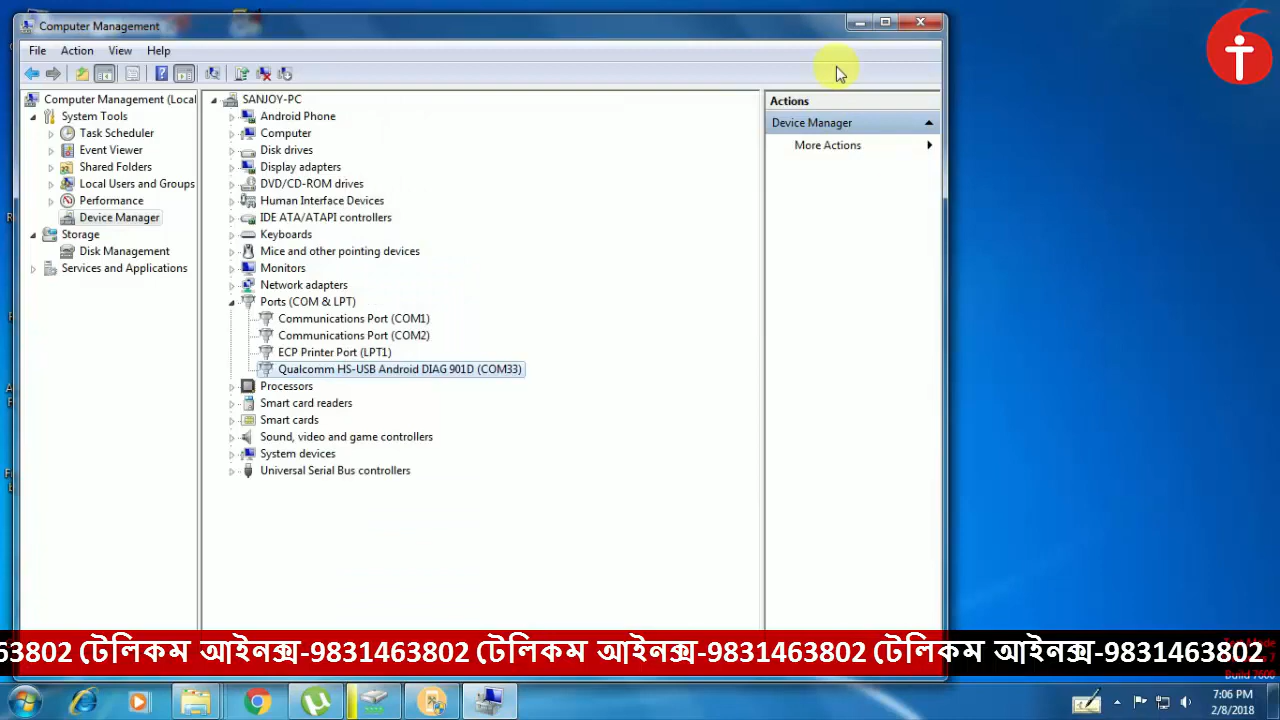 Computer Management
File Action View Help
Computer Management (Local
System Tools
Task Scheduler
Event Viewer
Shared Folders
Local Users and Groups
Performance
Device Manager
Storage
Disk Management
Services and Applications
SANJOY-PC
Android Phone
Computer
Disk drives
Display adapters
DVD/CD-ROM drives
Human Interface Devices
IDE ATA/ATAPI controllers
Keyboards
Mice and other pointing devices
Monitors
Network adapters
Ports (COM & LPT)
Communications Port (COM1)
Communications Port (COM2)
ECP Printer Port (LPT1)
Qualcomm HS-USB Android DIAG 901D (COM33)
Processors
Smart card readers
Smart cards
Sound, video and game controllers
System devices
Universal Serial Bus controllers
Actions
Device Manager
More Actions
63802 টেলিকম আইনক্স-9831463802 টেলিকম আইনক্স-9831463802 টেলিকম আইনক্স-9831463802
7:06 PM
2/8/2018